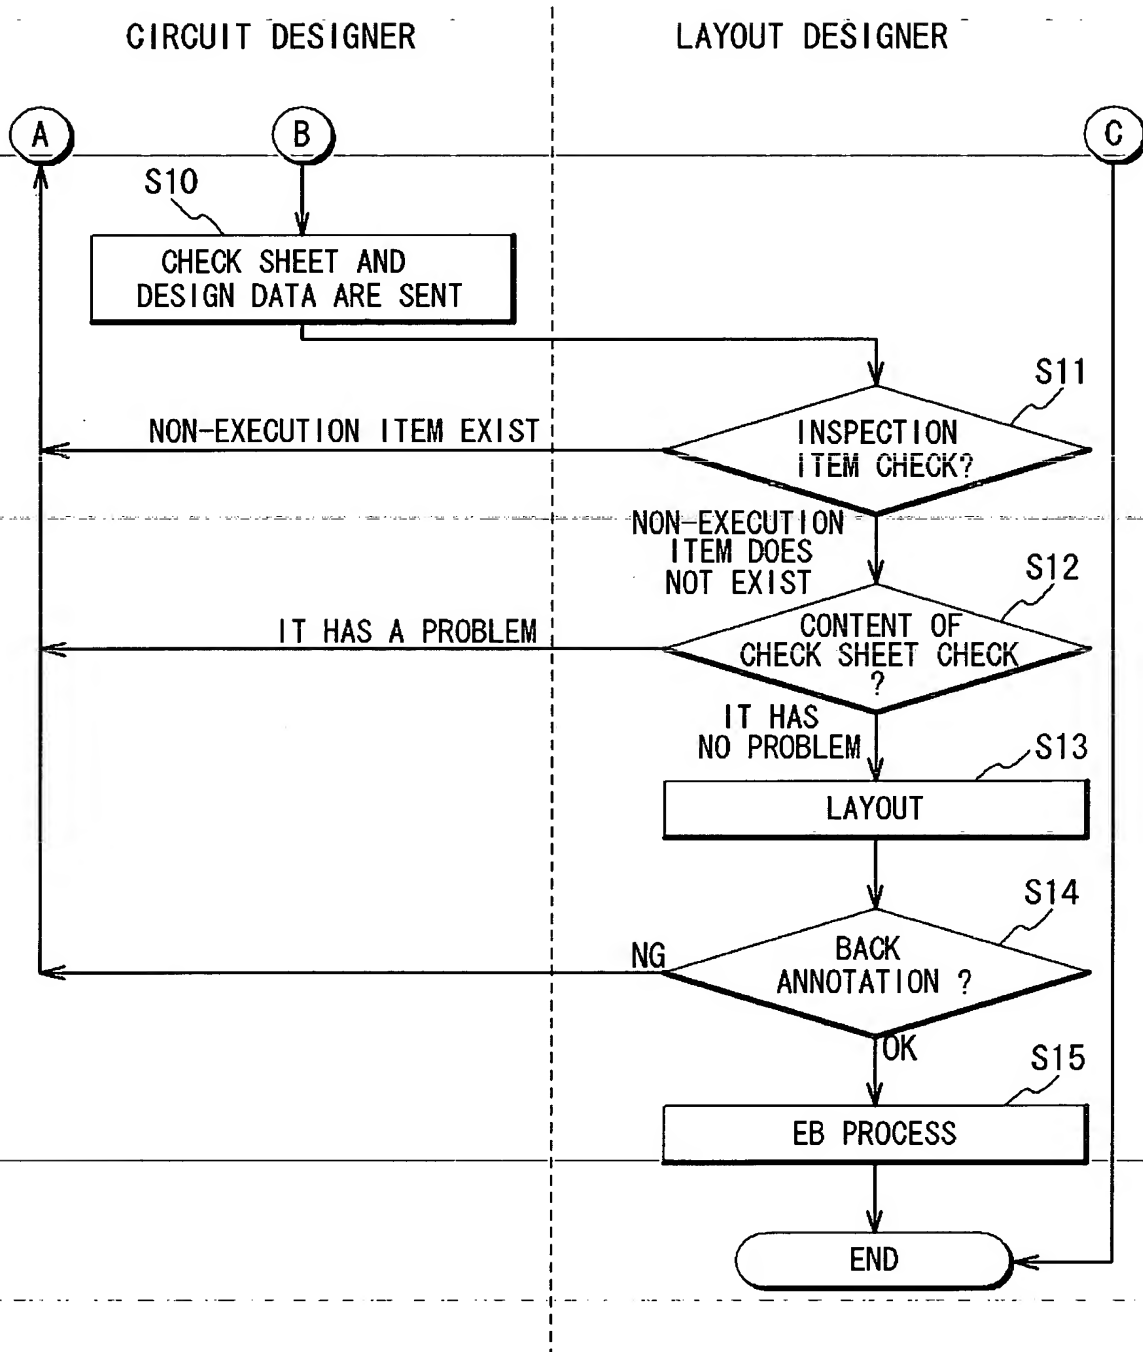 CIRCUIT DESIGNER
LAYOUT DESIGNER
A
B
C
S10
CHECK SHEET AND
DESIGN DATA ARE SENT
S11
NON-EXECUTION ITEM EXIST
INSPECTION
ITEM CHECK?
NON-EXECUTION
ITEM DOES
NOT EXIST
S12
IT HAS A PROBLEM
CONTENT OF
CHECK SHEET CHECK
?
IT HAS
NO PROBLEM
S13
LAYOUT
S14
NG
BACK
ANNOTATION ?
OK
S15
EB PROCESS
END